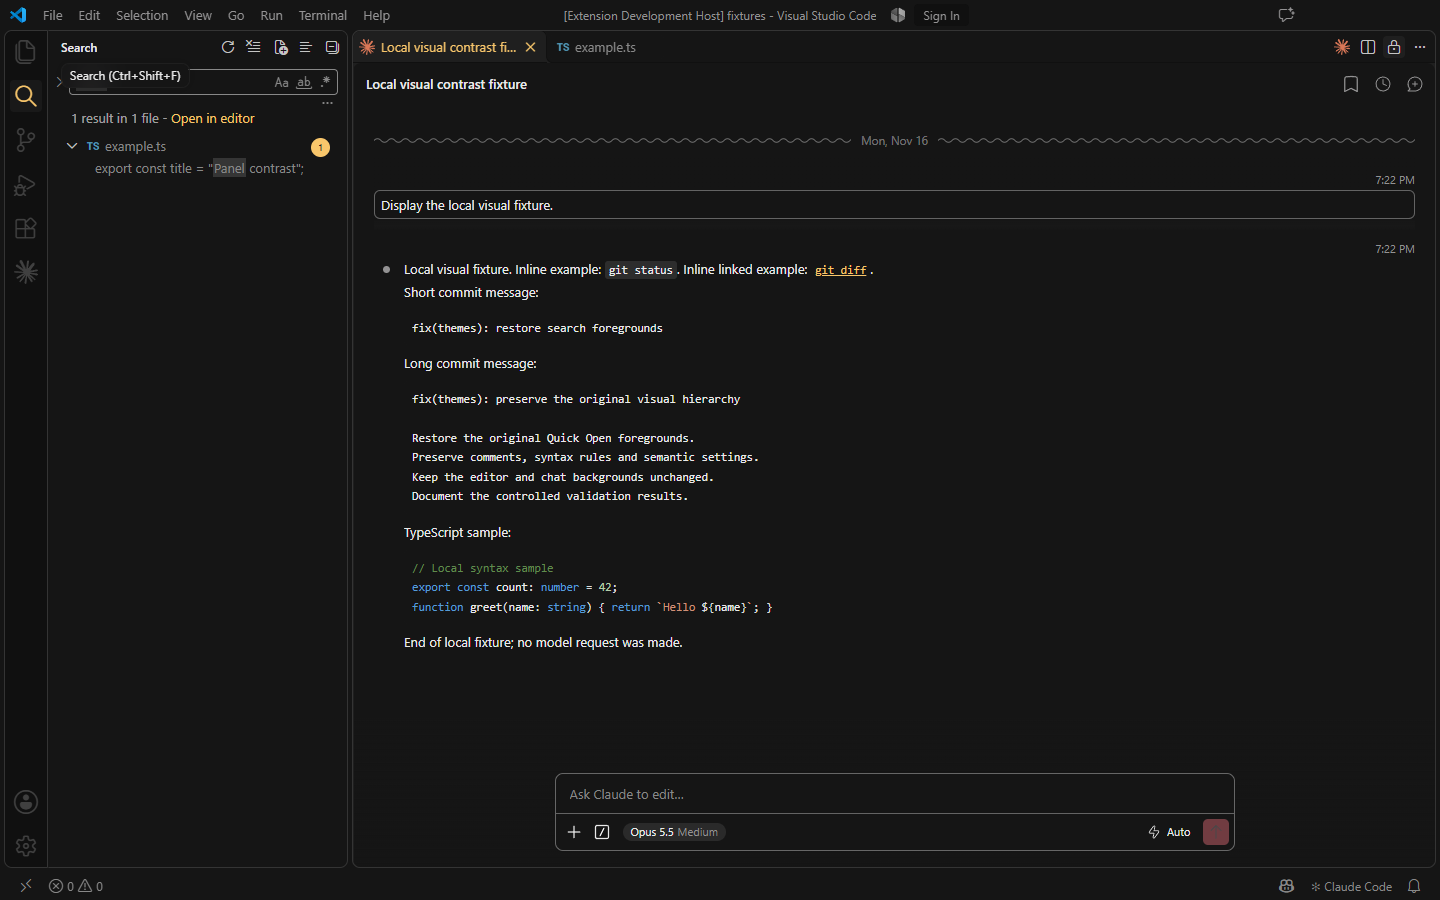 File Edit Selection View Go Run Terminal Help
[Extension Development Host] fixtures - Visual Studio Code
Sign In
Search
Search (Ctrl+Shift+F)
Aa ab .*
1 result in 1 file - Open in editor
TS example.ts 1
export const title = "Panel contrast";
Local visual contrast fi...
TS example.ts
Local visual contrast fixture
Mon, Nov 16
7:22 PM
Display the local visual fixture.
7:22 PM
Local visual fixture. Inline example: git status. Inline linked example: git diff.
Short commit message:
fix(themes): restore search foregrounds
Long commit message:
fix(themes): preserve the original visual hierarchy
Restore the original Quick Open foregrounds.
Preserve comments, syntax rules and semantic settings.
Keep the editor and chat backgrounds unchanged.
Document the controlled validation results.
TypeScript sample:
// Local syntax sample
export const count: number = 42;
function greet(name: string) { return `Hello ${name}`; }
End of local fixture; no model request was made.
Ask Claude to edit...
Opus 5.5 Medium
Auto
0 0
Claude Code